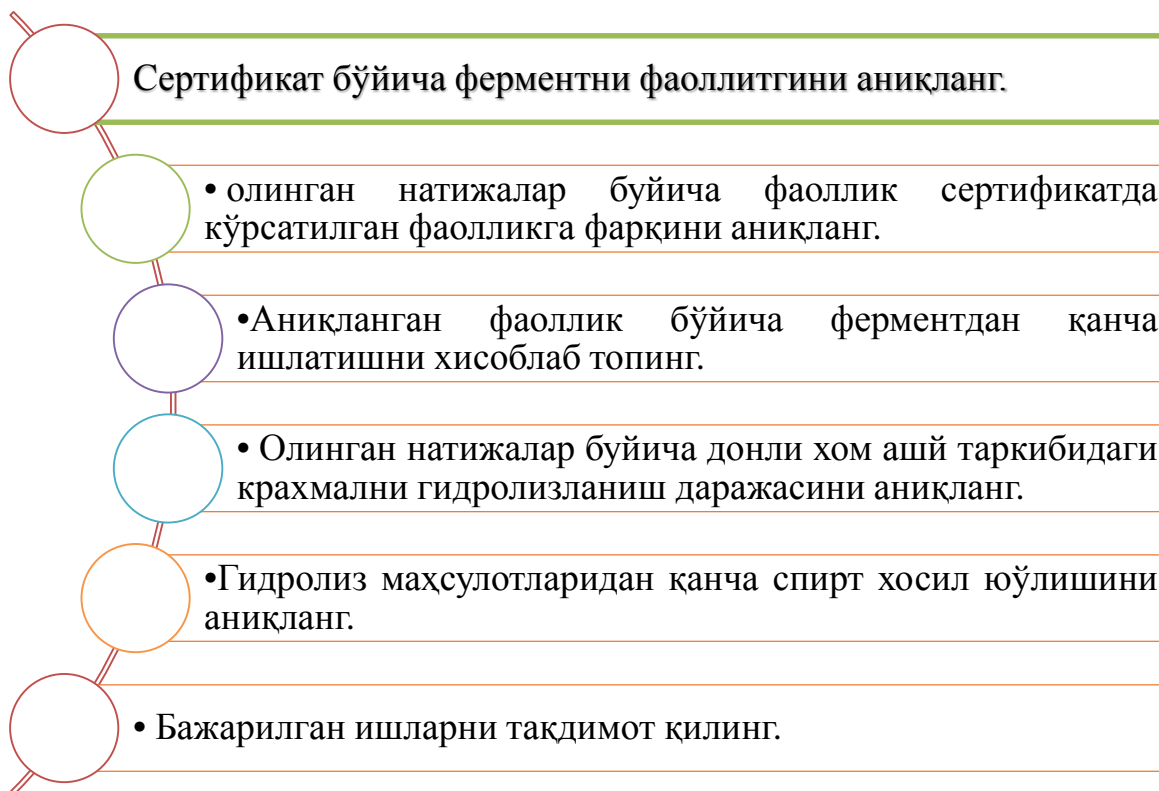 Сертификат бўйича ферментни фаоллитгини аниқланг.
• олинган натижалар буйича фаоллик сертификатда
кўрсатилган фаолликга фарқини аниқланг.
•Аниқланган фаоллик бўйича ферментдан қанча
ишлатишни хисоблаб топинг.
• Олинган натижалар буйича донли хом ашй таркибидаги
крахмални гидролизланиш даражасини аниқланг.
•Гидролиз маҳсулотларидан қанча спирт хосил юўлишини
аниқланг.
• Бажарилган ишларни тақдимот қилинг.